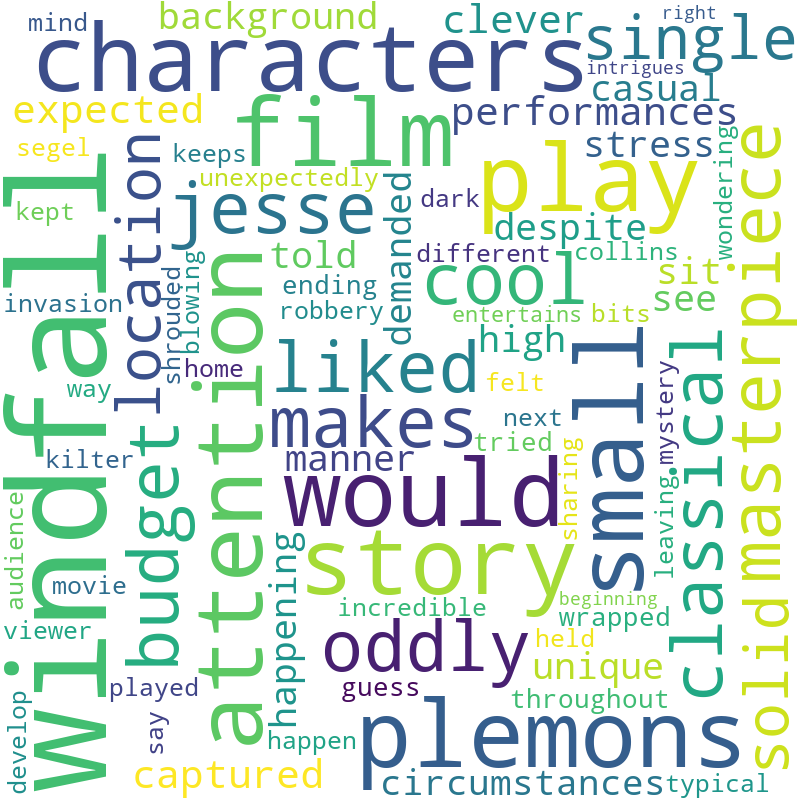 mind
background
clever
right
characters
single
intrigues
casual
expected
film
performances
segel
keeps
stress
unexpectedly
play
kept
location
jesse
demanded
dark
despite
wondering
masterpiece
windfall
told
different
collins
attention
cool
sit
see
shrouded
blowing
invasion
ending
robbery
entertains
bits
high
small
classical
home
liked
felt
way
makes
next
mystery
budget
manner
tried
kilter
would
sharing
leaving
audience
story
happening
movie
incredible
beginning
wrapped
solid
viewer
oddly
held
unique
played
guess
throughout
develop
say
happen
plemons
captured
circumstances
typical